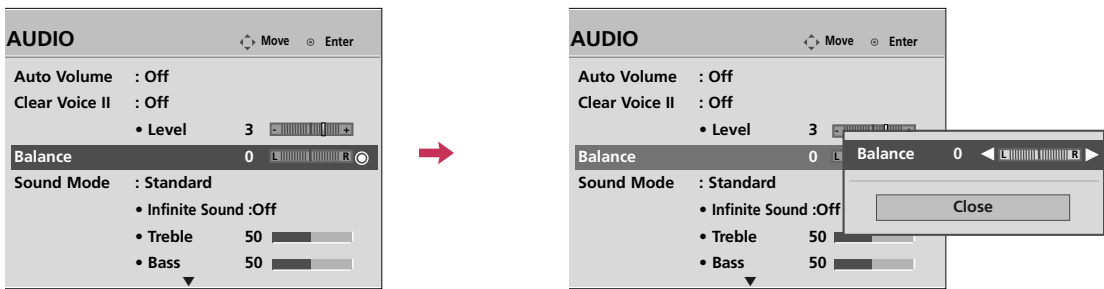 AUDIO Move Enter
Auto Volume : Off
Clear Voice II : Off
• Level 3 - +
Balance 0 L R
Sound Mode : Standard
• Infinite Sound :Off
• Treble 50
• Bass 50
AUDIO Move Enter
Auto Volume : Off
Clear Voice II : Off
• Level 3 - +
Balance 0 L
Sound Mode : Standard
• Infinite Sound :Off
• Treble 50
• Bass 50
Balance 0 L R
Close